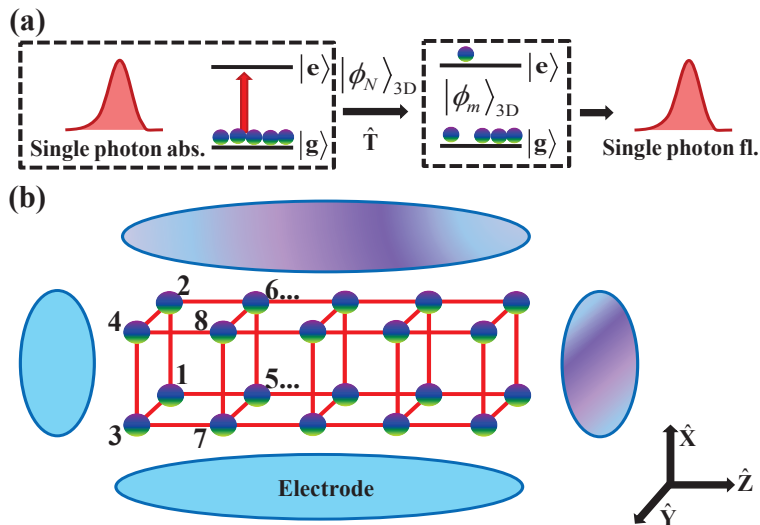 (a)
|e⟩
|ϕ_N⟩_3D
T̂
|g⟩
Single photon abs.
|e⟩
|ϕ_m⟩_3D
|g⟩
Single photon fl.
(b)
2
6...
4
8
1
5...
3
7
Electrode
X̂
Ẑ
Ŷ